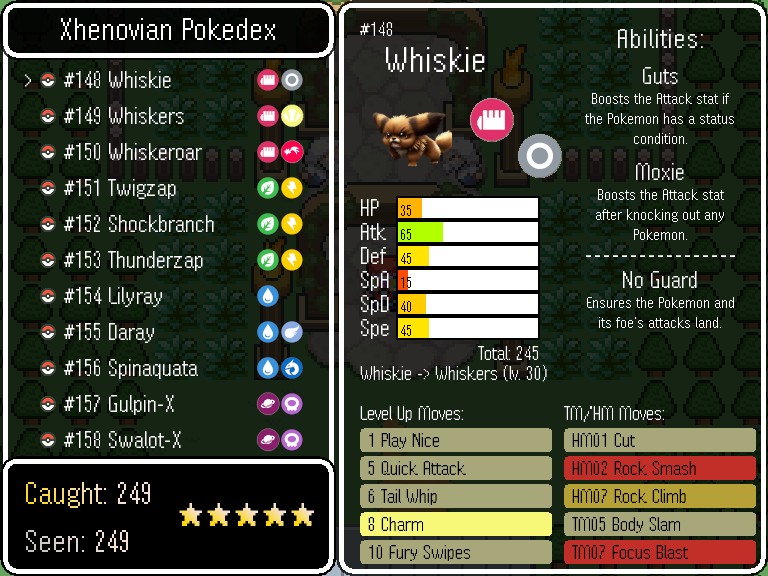 Xhenovian Pokedex
> #148 Whiskie
#149 Whiskers
#150 Whiskeroar
#151 Twigzap
#152 Shockbranch
#153 Thunderzap
#154 Lilyray
#155 Daray
#156 Spinaquata
#157 Gulpin-X
#158 Swalot-X
Caught: 249
Seen: 249
#148
Whiskie
HP 35
Atk 65
Def 45
SpA 15
SpD 40
Spe 45
Total: 245
Whiskie -> Whiskers (lv. 30)
Abilities:
Guts
Boosts the Attack stat if
the Pokemon has a status
condition.
Moxie
Boosts the Attack stat
after knocking out any
Pokemon.
No Guard
Ensures the Pokemon and
its foe's attacks land.
Level Up Moves:
1 Play Nice
5 Quick Attack
6 Tail Whip
8 Charm
10 Fury Swipes
TM/HM Moves:
HM01 Cut
HM02 Rock Smash
HM07 Rock Climb
TM05 Body Slam
TM07 Focus Blast